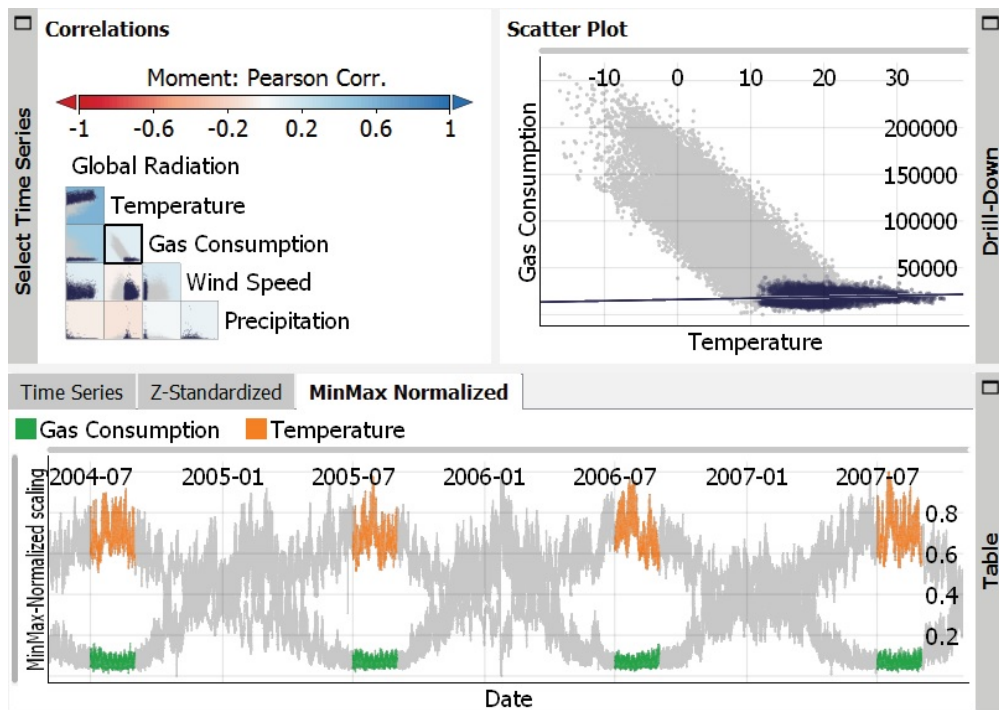 Select Time Series
Correlations
Moment: Pearson Corr.
-1 -0.6 -0.2 0.2 0.6 1
Global Radiation
Temperature
Gas Consumption
Wind Speed
Precipitation
Scatter Plot
-10 0 10 20 30
200000
150000
100000
50000
Gas Consumption
Temperature
Drill-Down
Time Series Z-Standardized MinMax Normalized
Gas Consumption Temperature
2004-07 2005-01 2005-07 2006-01 2006-07 2007-01 2007-07
0.8
0.6
0.4
0.2
MinMax-Normalized scaling
Date
Table